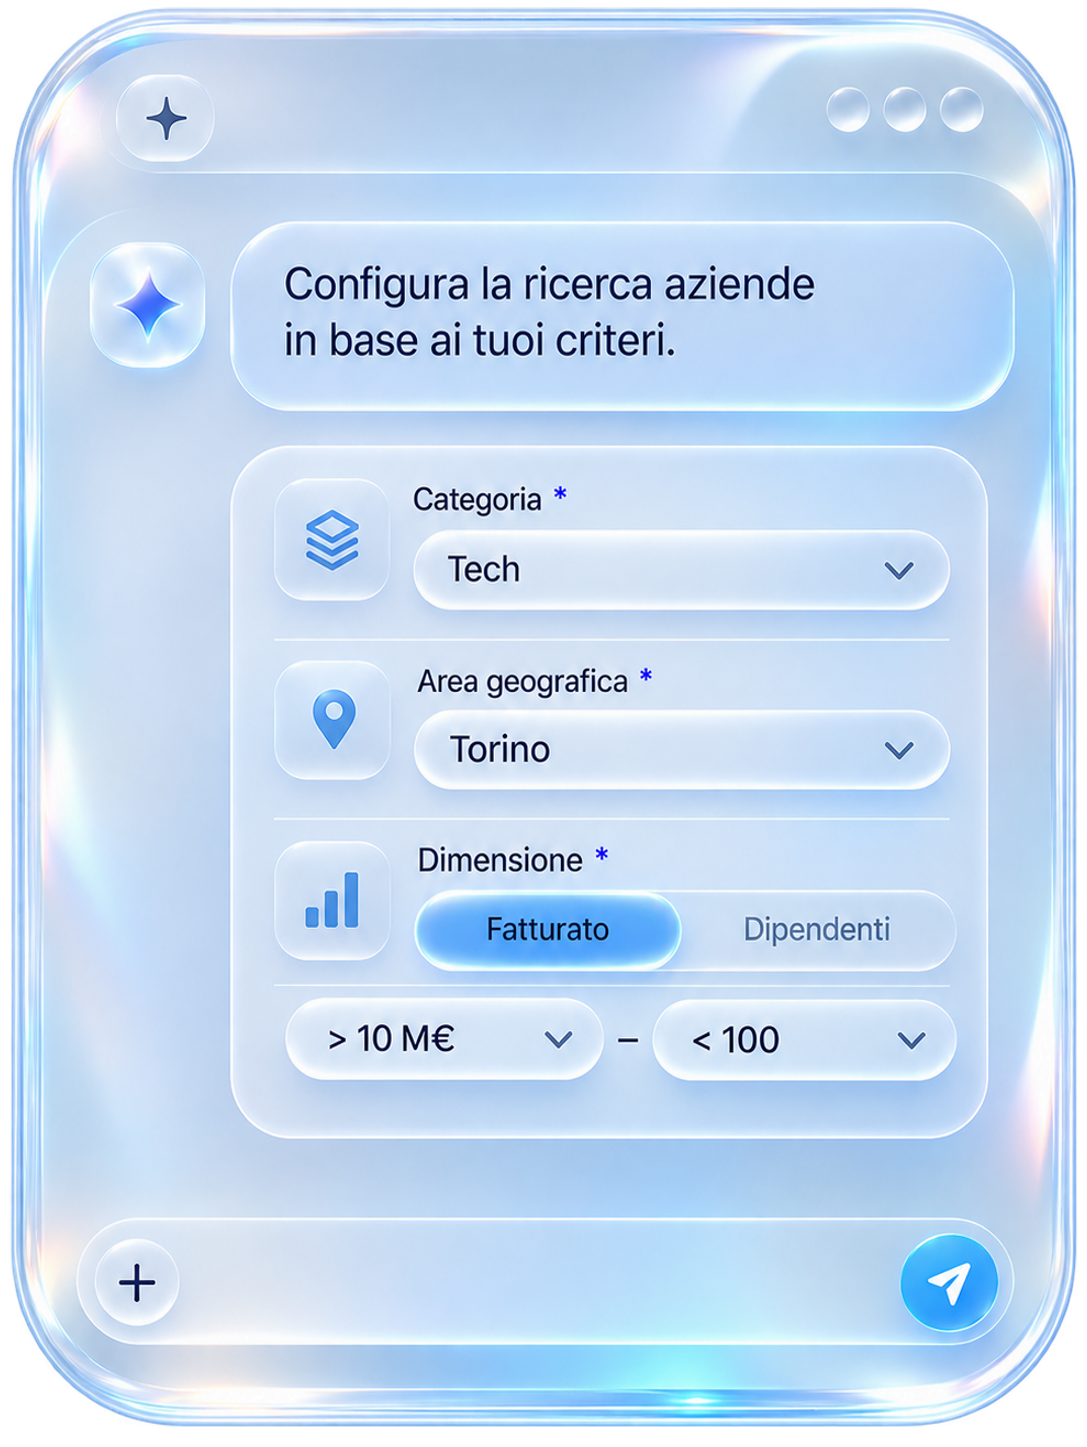 Configura la ricerca aziende
in base ai tuoi criteri.
Categoria *
Tech
Area geografica *
Torino
Dimensione *
Fatturato Dipendenti
> 10 M€ – < 100